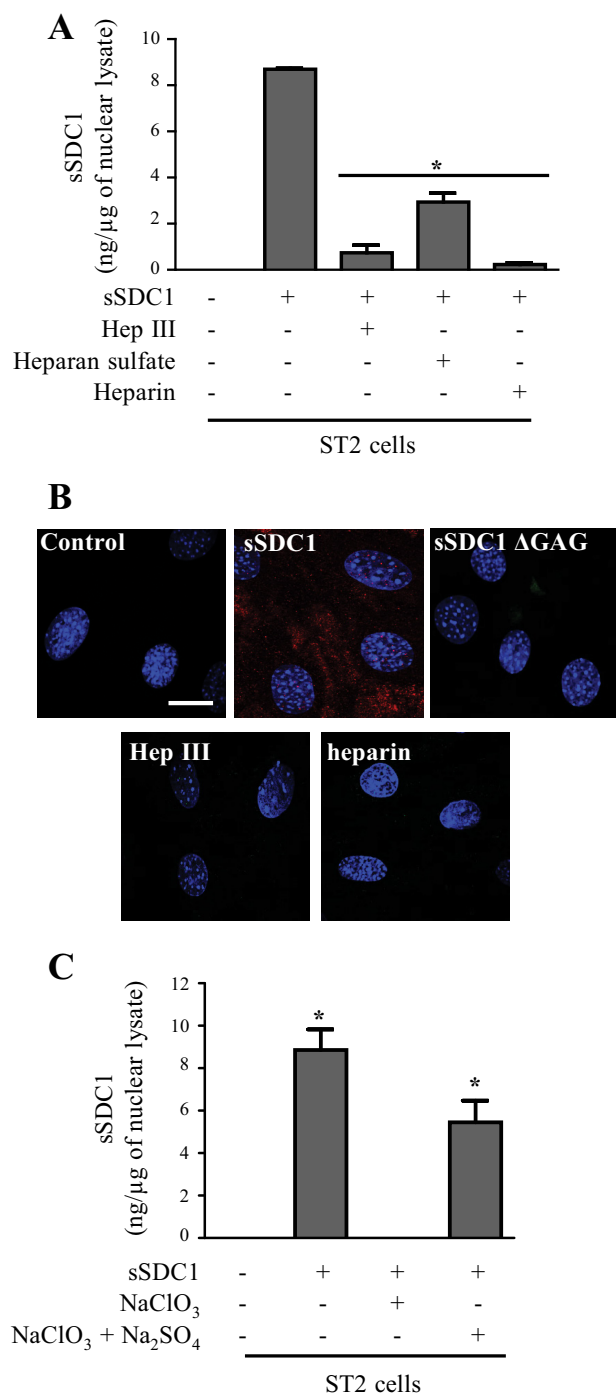 A
sSDC1
(ng/µg of nuclear lysate)
10
8
6
4
2
0
*
sSDC1 - + + + +
Hep III - - + - -
Heparan sulfate - - - + -
Heparin - - - - +
ST2 cells
B
Control
sSDC1
sSDC1 ΔGAG
Hep III
heparin
C
sSDC1
(ng/µg of nuclear lysate)
12
10
8
6
4
2
0
*
*
sSDC1 - + + +
NaClO₃ - - + -
NaClO₃ + Na₂SO₄ - - - +
ST2 cells